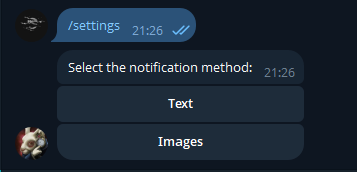 /settings 21:26
Select the notification method: 21:26
Text
Images